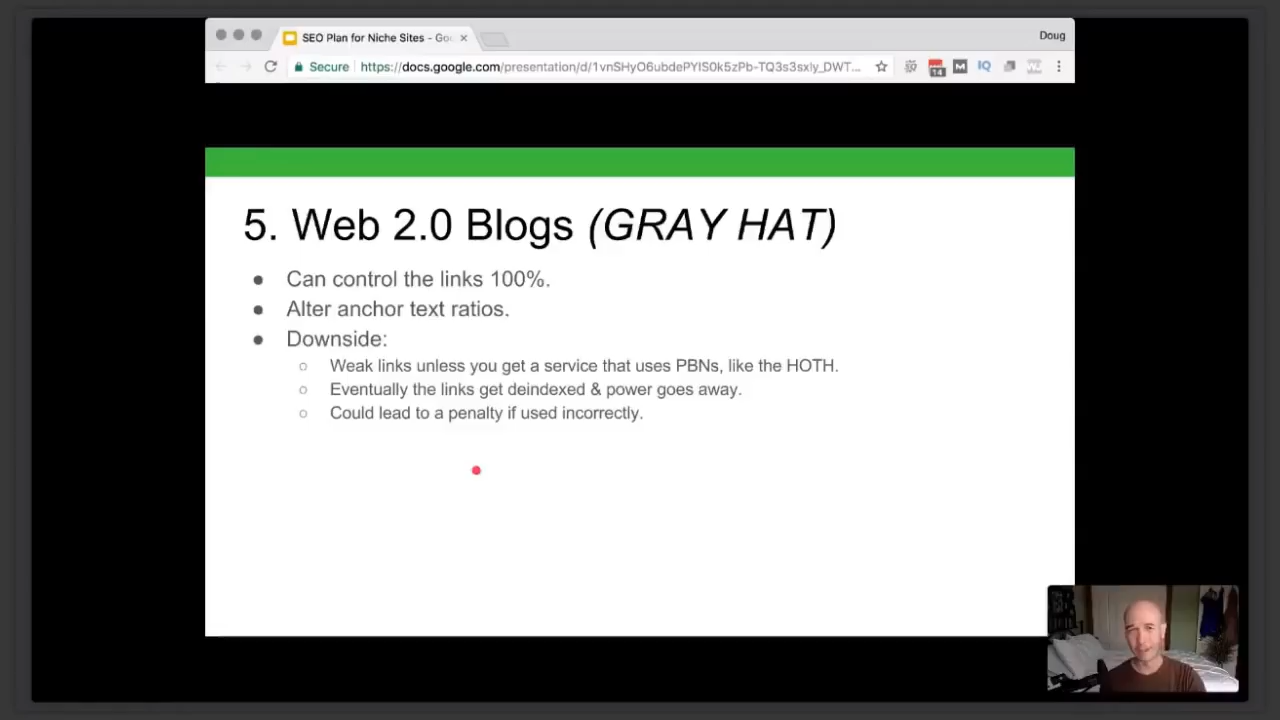 SEO Plan for Niche Sites - Go
Doug
Secure https://docs.google.com/presentation/d/1vnSHyO6ubdePYIS0k5zPb-TQ3s3sxly_DWT...
14 M IQ
5. Web 2.0 Blogs (GRAY HAT)
● Can control the links 100%.
● Alter anchor text ratios.
● Downside:
○ Weak links unless you get a service that uses PBNs, like the HOTH.
○ Eventually the links get deindexed & power goes away.
○ Could lead to a penalty if used incorrectly.